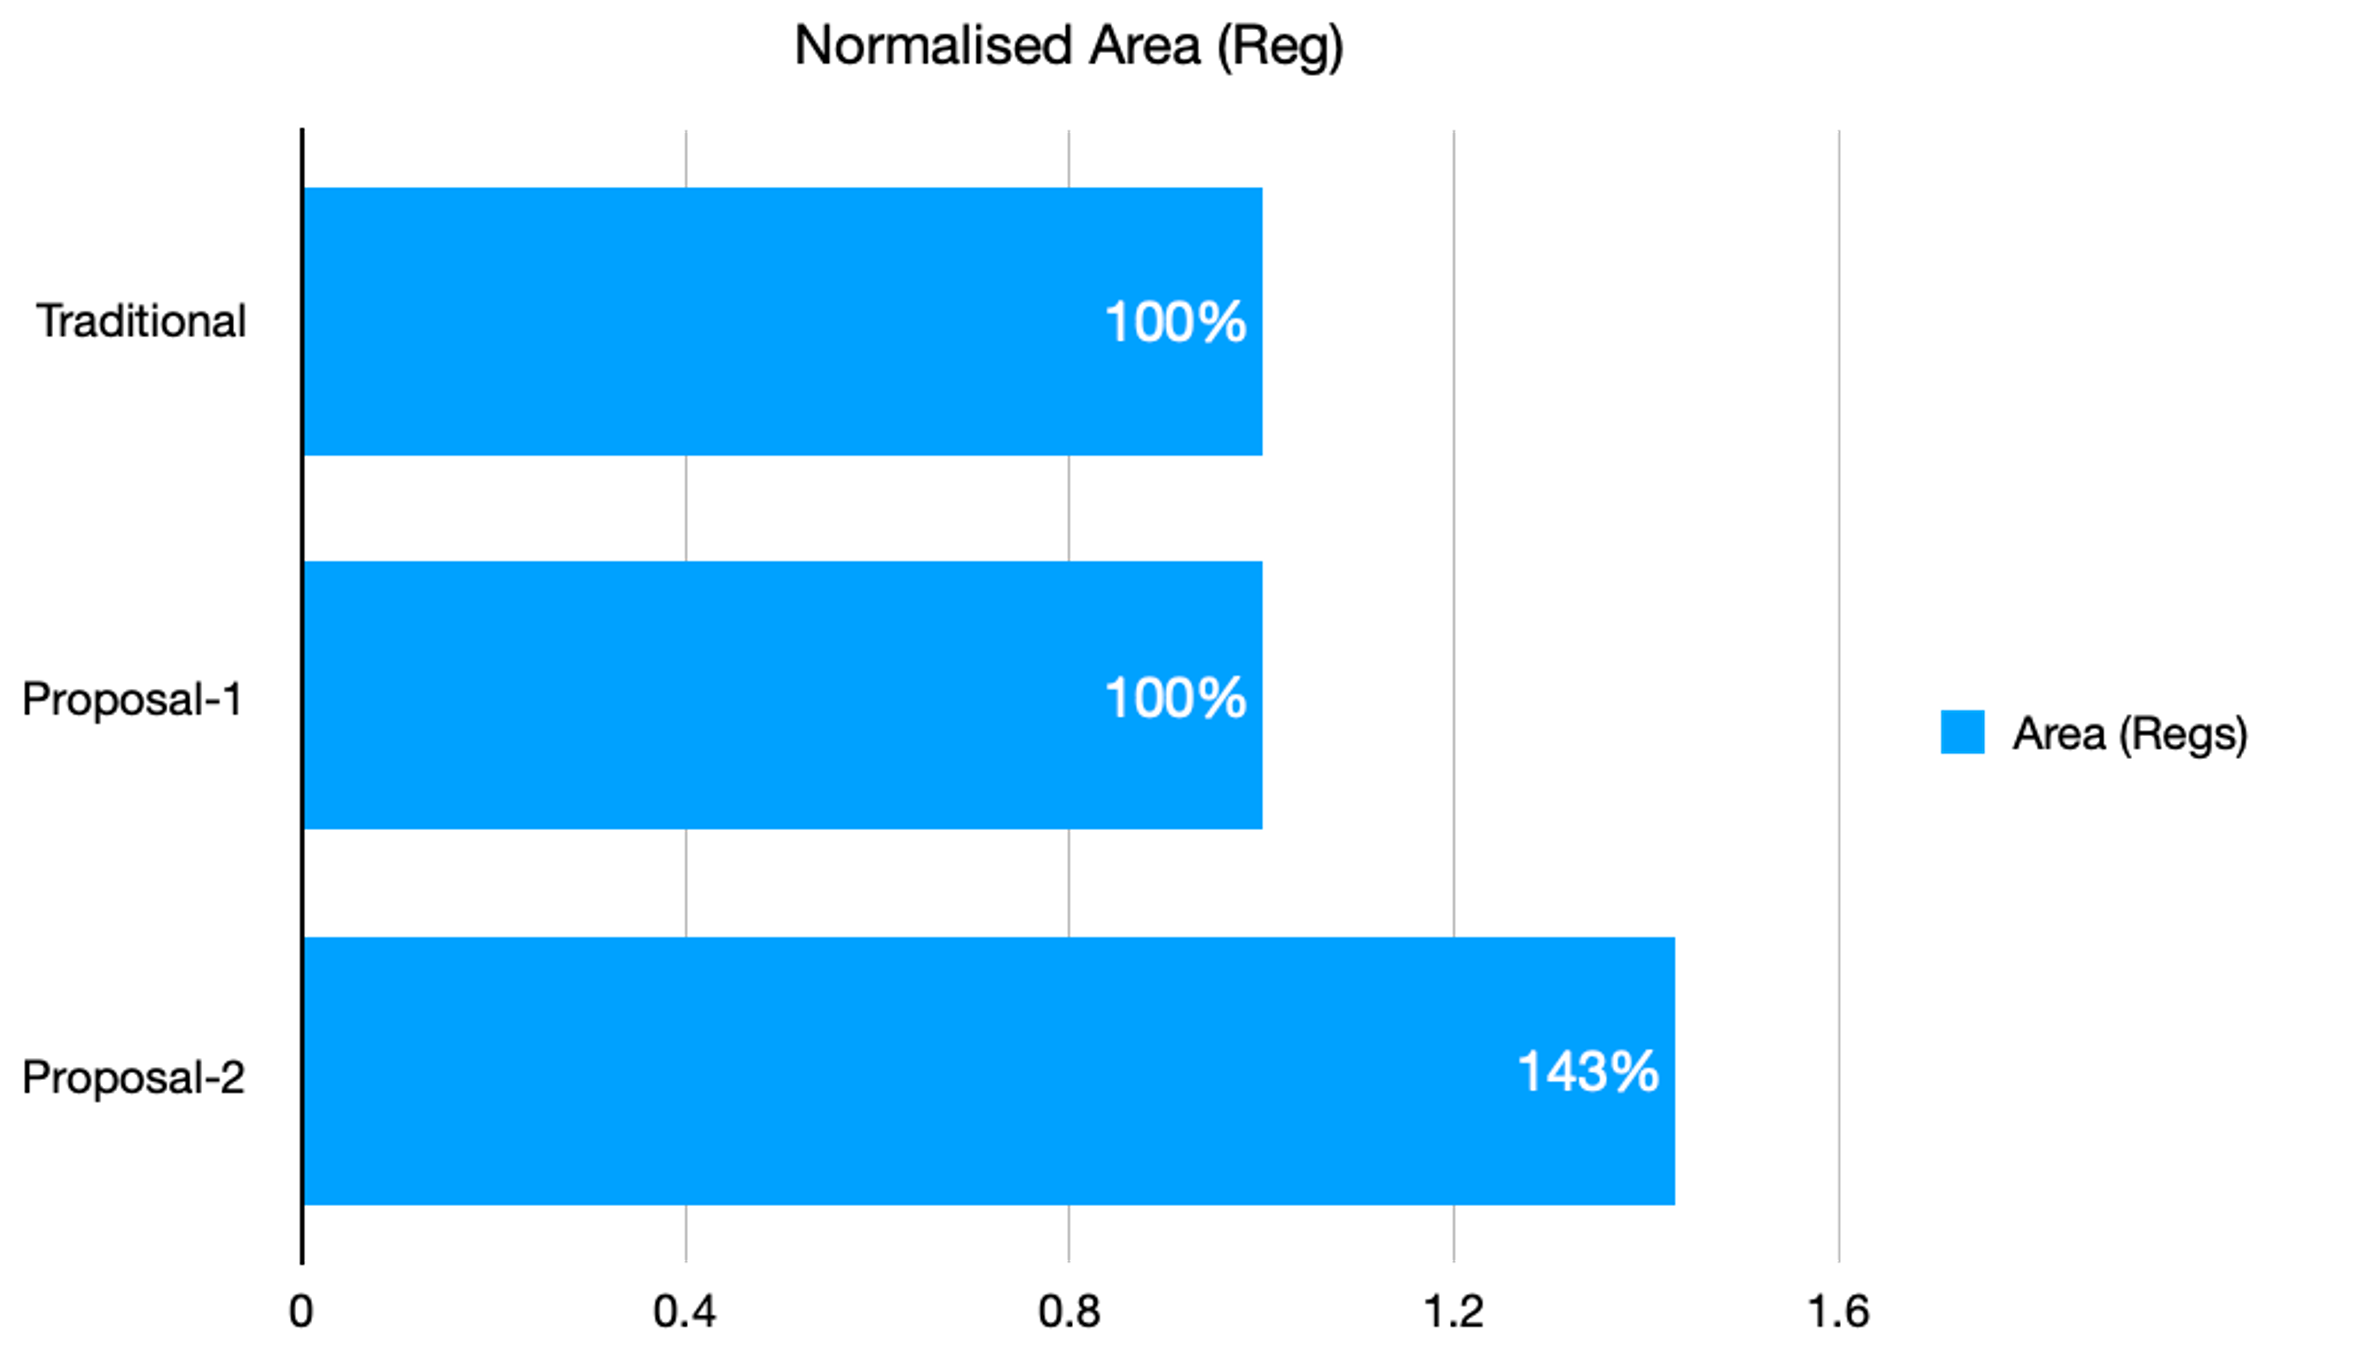 Normalised Area (Reg)
Traditional
100%
Proposal-1
100%
Area (Regs)
Proposal-2
143%
0 0.4 0.8 1.2 1.6